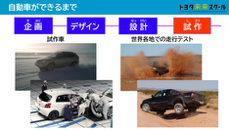 自動車ができるまで
トヨタ未来スクール
企画
デザイン
設計
試作
試作車
世界各地での走行テスト